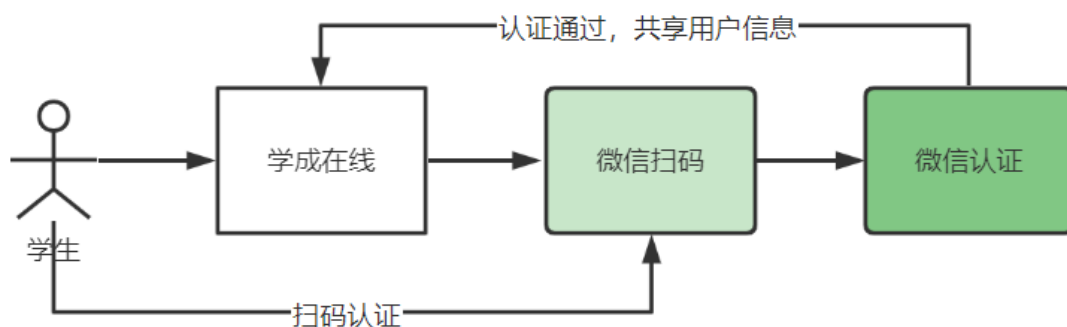 认证通过，共享用户信息
学成在线
微信扫码
微信认证
学生
扫码认证